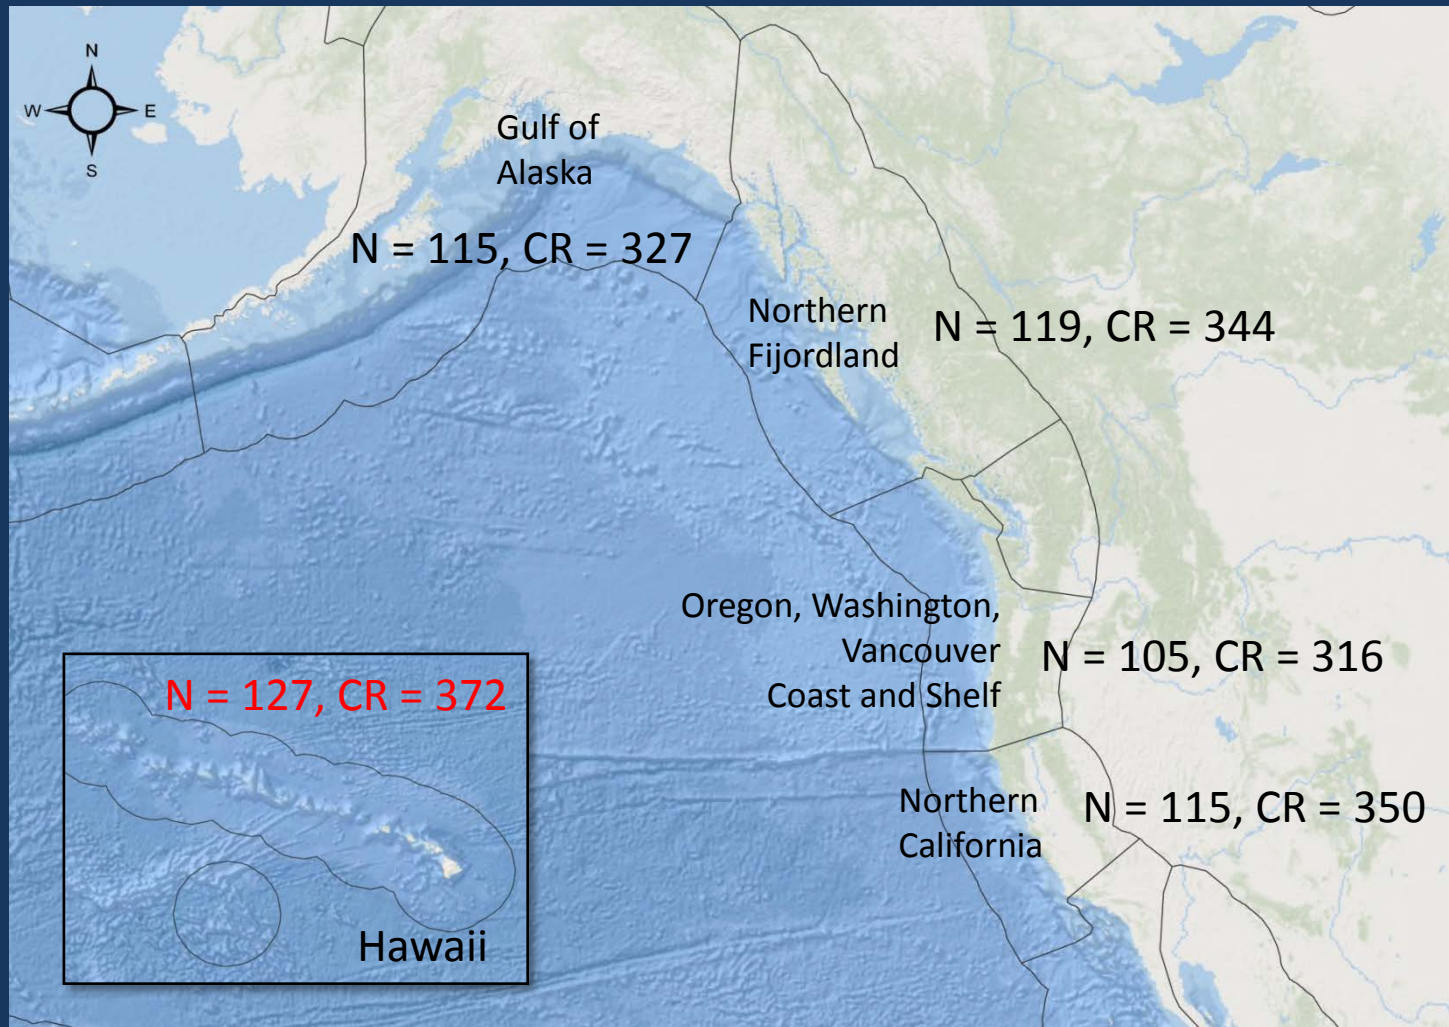 N
W
E
S
Gulf of
Alaska
N = 115, CR = 327
Northern
Fijordland
N = 119, CR = 344
Oregon, Washington,
Vancouver
Coast and Shelf
N = 105, CR = 316
N = 127, CR = 372
Northern
California
N = 115, CR = 350
Hawaii